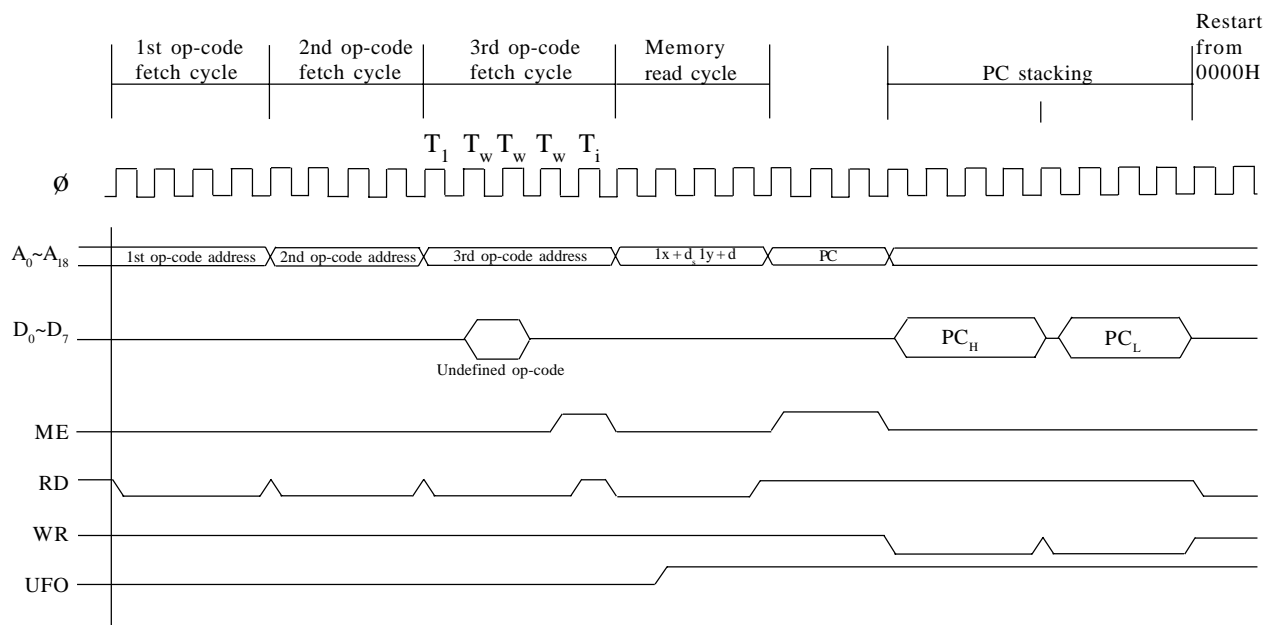 1st op-code
fetch cycle
2nd op-code
fetch cycle
3rd op-code
fetch cycle
Memory
read cycle
PC stacking
Restart
from
0000H
T1 Tw Tw Tw Ti
ø
A0~A18
1st op-code address
2nd op-code address
3rd op-code address
1x+ds 1y+d
PC
D0~D7
Undefined op-code
PCH
PCL
ME
RD
WR
UFO